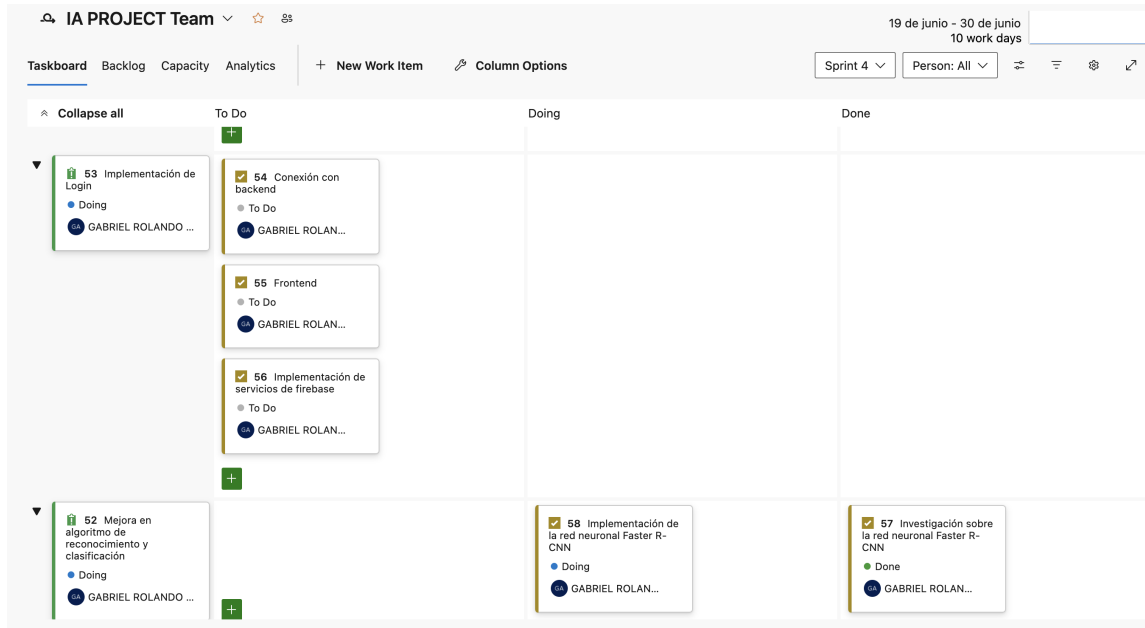 IA PROJECT Team
19 de junio - 30 de junio
10 work days
Taskboard Backlog Capacity Analytics + New Work Item Column Options Sprint 4 Person: All
Collapse all To Do Doing Done
53 Implementación de
Login
Doing
GA GABRIEL ROLANDO ...
54 Conexión con
backend
To Do
GA GABRIEL ROLAN...
55 Frontend
To Do
GA GABRIEL ROLAN...
56 Implementación de
servicios de firebase
To Do
GA GABRIEL ROLAN...
52 Mejora en
algoritmo de
reconocimiento y
clasificación
Doing
GA GABRIEL ROLANDO ...
58 Implementación de
la red neuronal Faster R-
CNN
Doing
GA GABRIEL ROLAN...
57 Investigación sobre
la red neuronal Faster R-
CNN
Done
GA GABRIEL ROLAN...